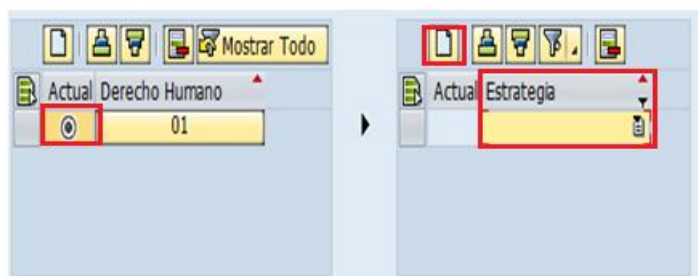 Mostrar Todo
Actual Derecho Humano
01
Actual Estrategia